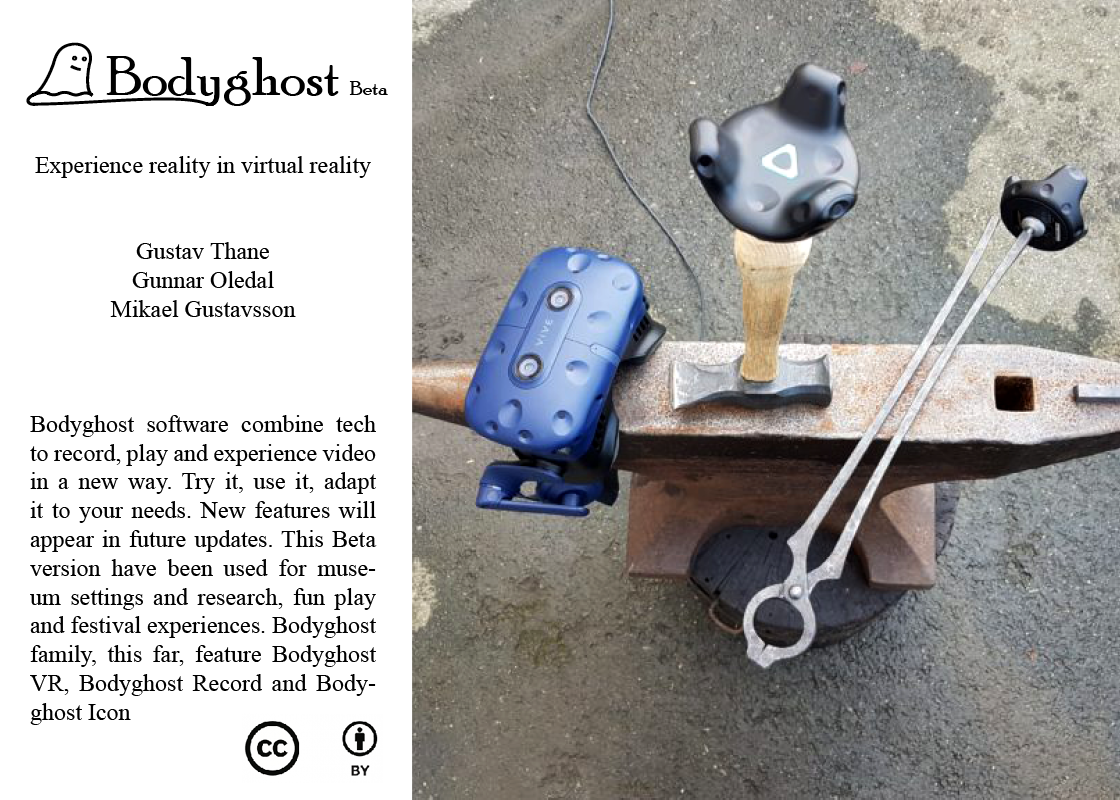 Bodyghost Beta
Experience reality in virtual reality
Gustav Thane
Gunnar Oledal
Mikael Gustavsson
Bodyghost software combine tech
to record, play and experience video
in a new way. Try it, use it, adapt
it to your needs. New features will
appear in future updates. This Beta
version have been used for muse-
um settings and research, fun play
and festival experiences. Bodyghost
family, this far, feature Bodyghost
VR, Bodyghost Record and Body-
ghost Icon
CC
BY
VIVE